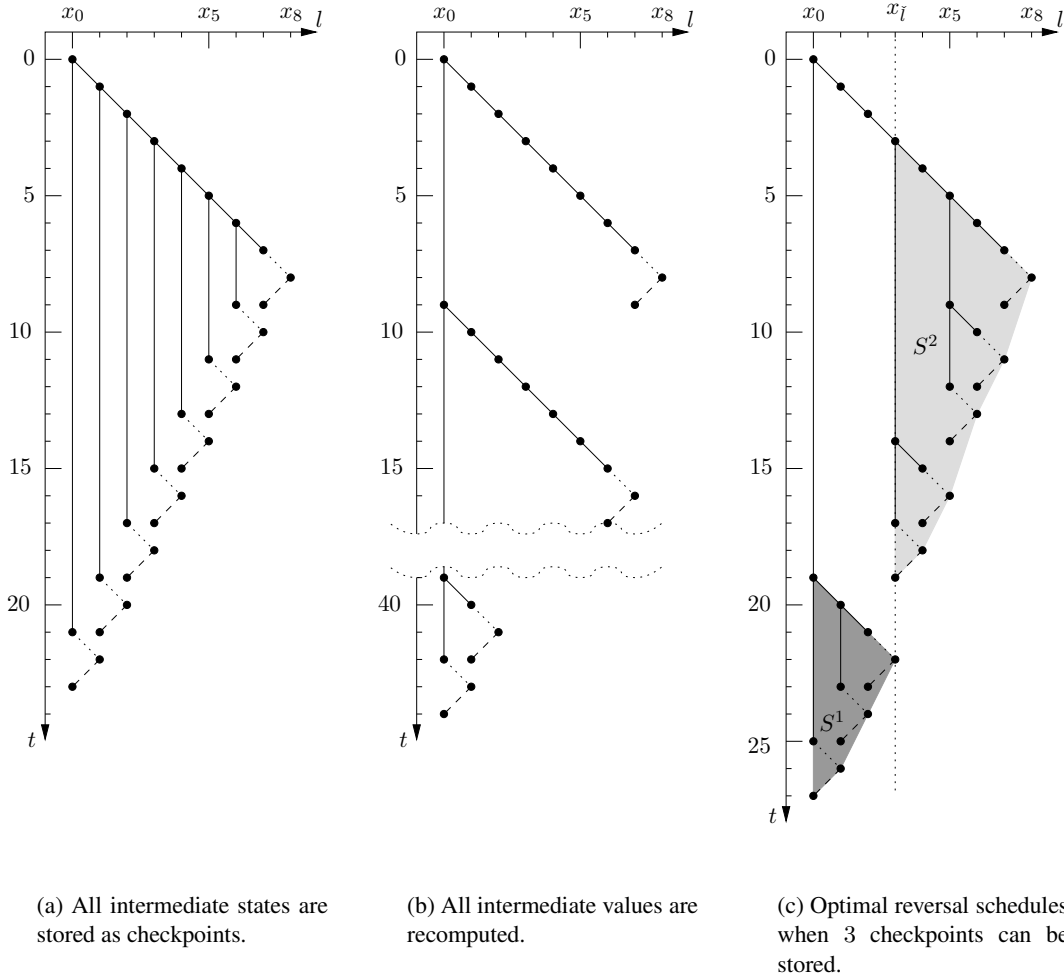 x0 x5 x8 l
0
5
10
15
20
t
(a) All intermediate states are
stored as checkpoints.
x0 x5 x8 l
0
5
10
15
40
t
(b) All intermediate values are
recomputed.
x0 xľ x5 x8 l
0
5
10
S2
15
20
S1
25
t
(c) Optimal reversal schedules
when 3 checkpoints can be
stored.